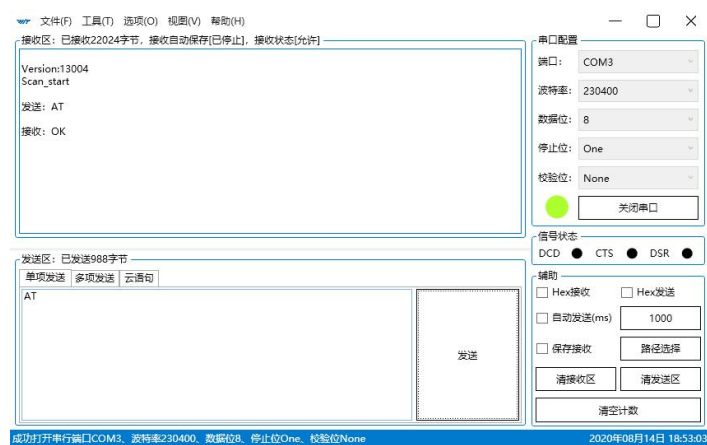 WIT 文件(F) 工具(T) 选项(O) 视图(V) 帮助(H)
接收区：已接收22024字节，接收自动保存[已停止]，接收状态[允许]
Version:13004
Scan_start
发送：AT
接收：OK
发送区：已发送988字节
单项发送 多项发送 云语句
AT
发送
串口配置
端口： COM3
波特率： 230400
数据位： 8
停止位： One
校验位： None
关闭串口
信号状态
DCD CTS DSR
辅助
Hex接收 Hex发送
自动发送(ms) 1000
保存接收 路径选择
清接收区 清发送区
清空计数
成功打开串行端口COM3、波特率230400、数据位8、停止位One、校验位None 2020年08月14日 18:53:03